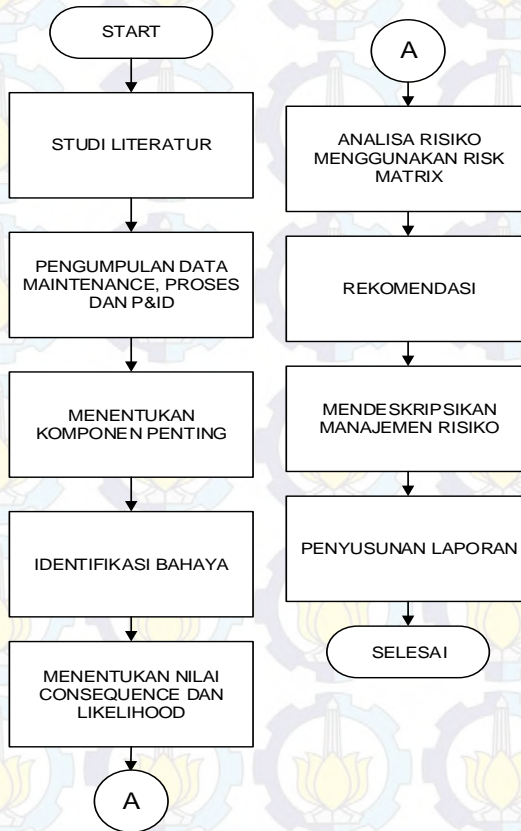 START
STUDI LITERATUR
PENGUMPULAN DATA
MAINTENANCE, PROSES
DAN P&ID
MENENTUKAN
KOMPONEN PENTING
IDENTIFIKASI BAHAYA
MENENTUKAN NILAI
CONSEQUENCE DAN
LIKELIHOOD
A
A
ANALISA RISIKO
MENGGUNAKAN RISK
MATRIX
REKOMENDASI
MENDESKRIPSIKAN
MANAJEMEN RISIKO
PENYUSUNAN LAPORAN
SELESAI